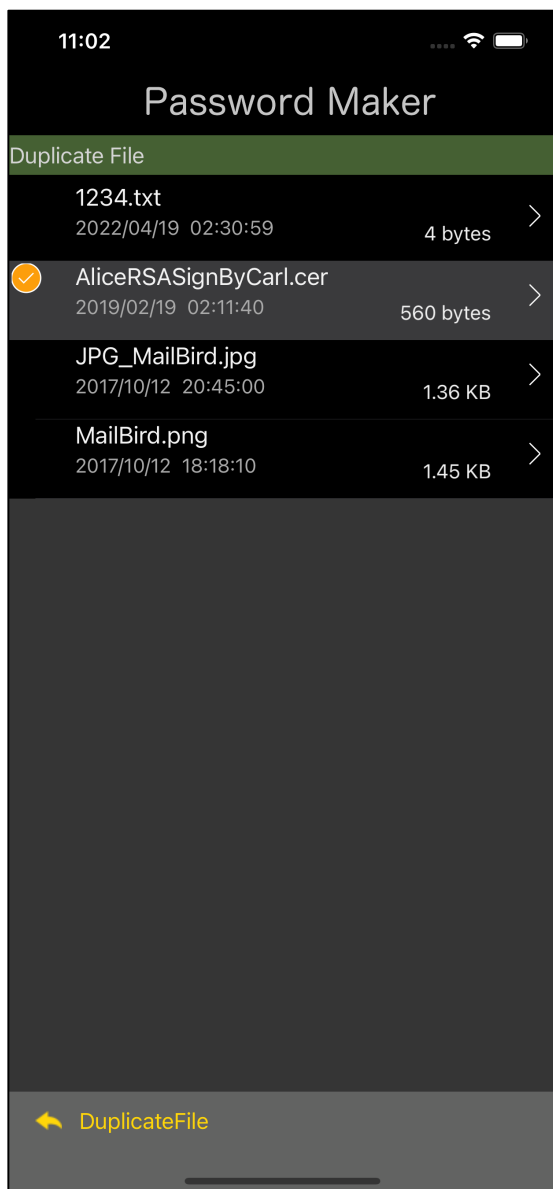 11:02
Password Maker
Duplicate File
1234.txt
2022/04/19 02:30:59
4 bytes
AliceRSASignByCarl.cer
2019/02/19 02:11:40
560 bytes
JPG_MailBird.jpg
2017/10/12 20:45:00
1.36 KB
MailBird.png
2017/10/12 18:18:10
1.45 KB
DuplicateFile